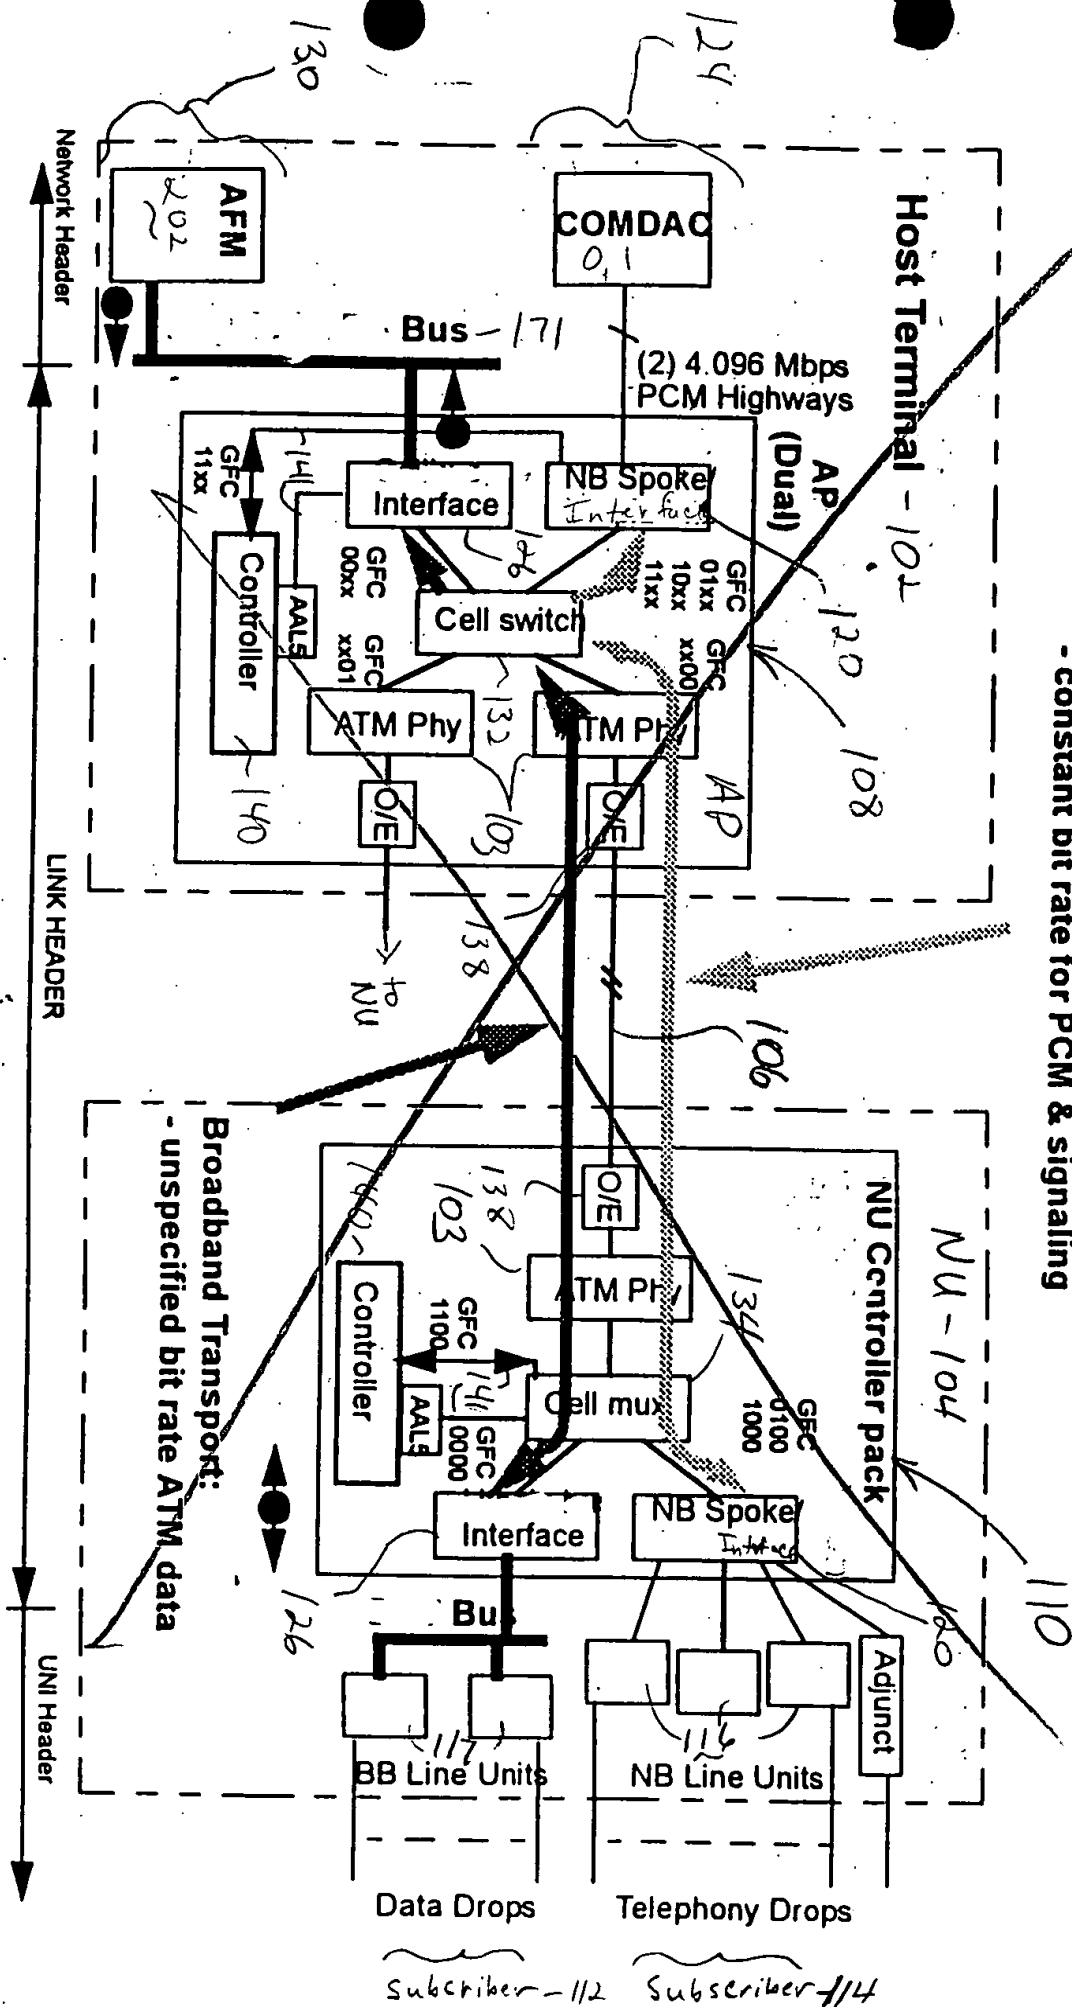 - constant bit rate for PCM & signaling
124
130
Host Terminal - 102
COMDAC
0,1
AFM
202
Network Header
Bus - 171
(2) 4.096 Mbps
PCM Highways
AP
(Dual)
NB Spoke/
Interface
Interface
126
120
108
141
GFC
11xx
GFC
00xx
GFC
01xx
10xx
11xx
Cell switch
132
AAL5
Controller
140
GFC
xx01
GFC
xx00
ATM Phy
ATM Phy
103
AP
O/E
O/E
138
to
NU
106
LINK HEADER
Broadband Transport:
- unspecified bit rate ATM data
NU - 104
NU Controller pack
110
O/E
138
103
ATM Phy
134
140
Controller
GFC
1100
141
AAL5
Cell mux
GFC
0000
GFC
0100
1000
Interface
126
NB Spoke/
Interface
120
Bus
Adjunct
117
116
BB Line Units
NB Line Units
UNI Header
Data Drops
Telephony Drops
Subscriber - 112
Subscriber - 114